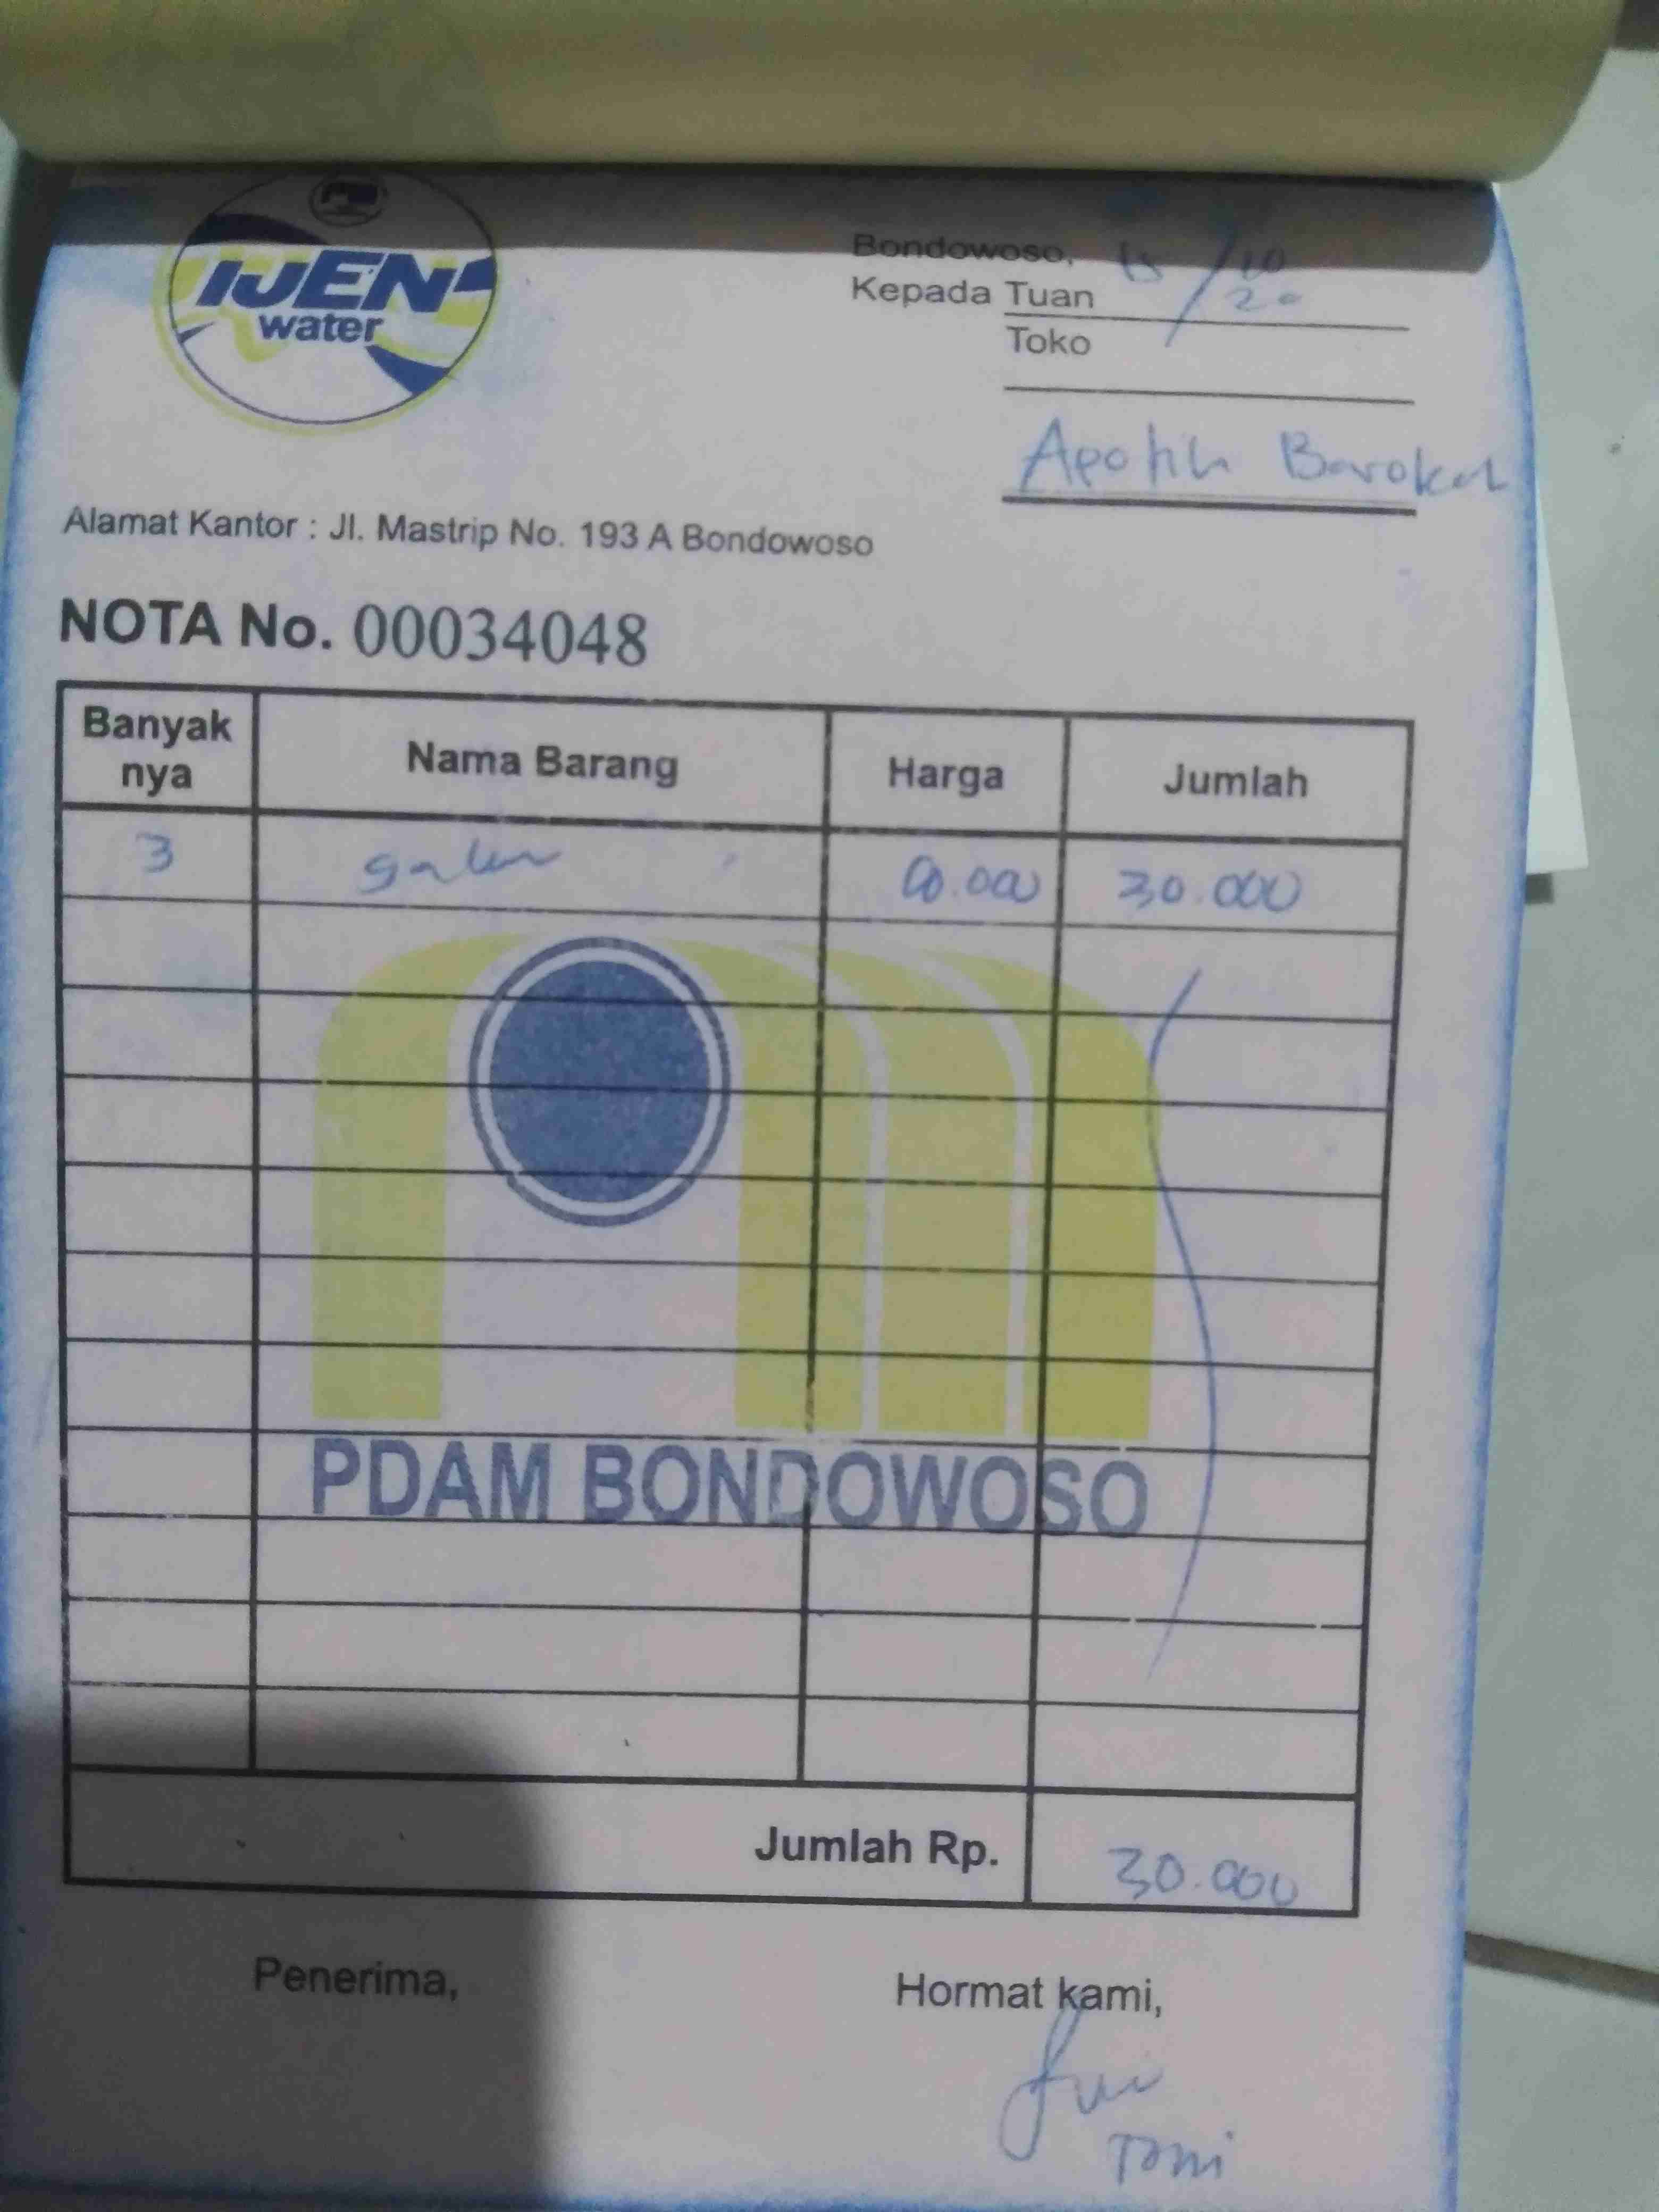 IJEN
water
Bondowoso, 15/10 20
Kepada Tuan
Toko
Apotik Barokah
Alamat Kantor : Jl. Mastrip No. 193 A Bondowoso
NOTA No. 00034048
Banyak nya Nama Barang Harga Jumlah
3 galon 10.000 30.000
PDAM BONDOWOSO
Jumlah Rp. 30.000
Penerima, Hormat kami,
Toni